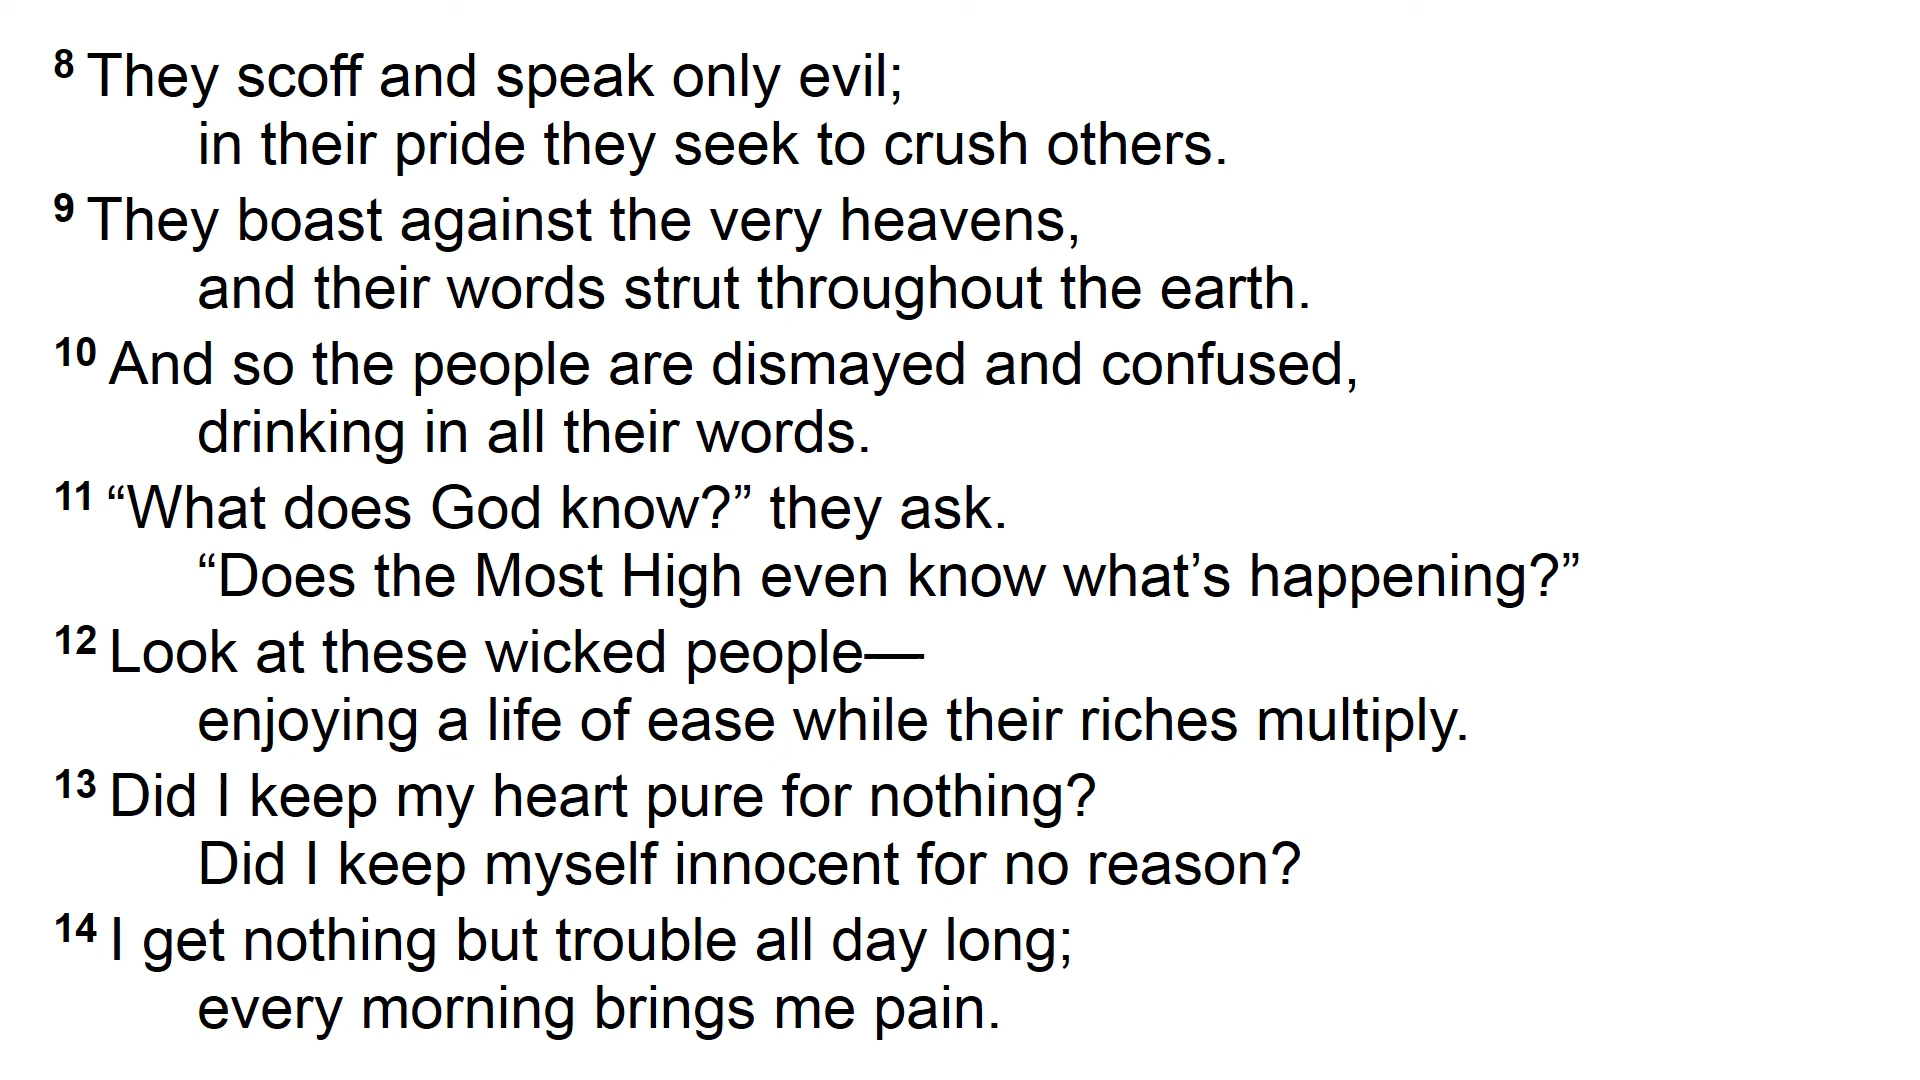 8 They scoff and speak only evil;
in their pride they seek to crush others.
9 They boast against the very heavens,
and their words strut throughout the earth.
10 And so the people are dismayed and confused,
drinking in all their words.
11 “What does God know?” they ask.
“Does the Most High even know what’s happening?”
12 Look at these wicked people—
enjoying a life of ease while their riches multiply.
13 Did I keep my heart pure for nothing?
Did I keep myself innocent for no reason?
14 I get nothing but trouble all day long;
every morning brings me pain.